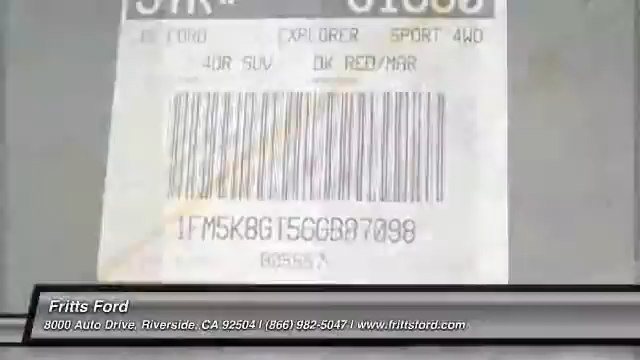 FORD EXPLORER SPORT 4WD
4DR SUV DK RED/MAR
1FM5K8GT5GGB87098
Fritts Ford
8000 Auto Drive, Riverside, CA 92504 | (866) 982-5047 | www.frittsford.com